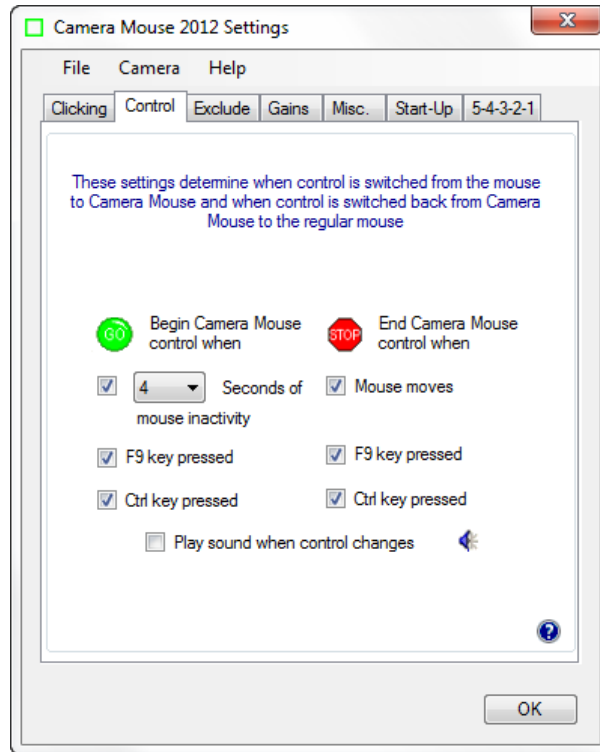 Camera Mouse 2012 Settings
File Camera Help
Clicking Control Exclude Gains Misc. Start-Up 5-4-3-2-1
These settings determine when control is switched from the mouse
to Camera Mouse and when control is switched back from Camera
Mouse to the regular mouse
GO Begin Camera Mouse
control when
STOP End Camera Mouse
control when
4 Seconds of
mouse inactivity
Mouse moves
F9 key pressed F9 key pressed
Ctrl key pressed Ctrl key pressed
Play sound when control changes
?
OK